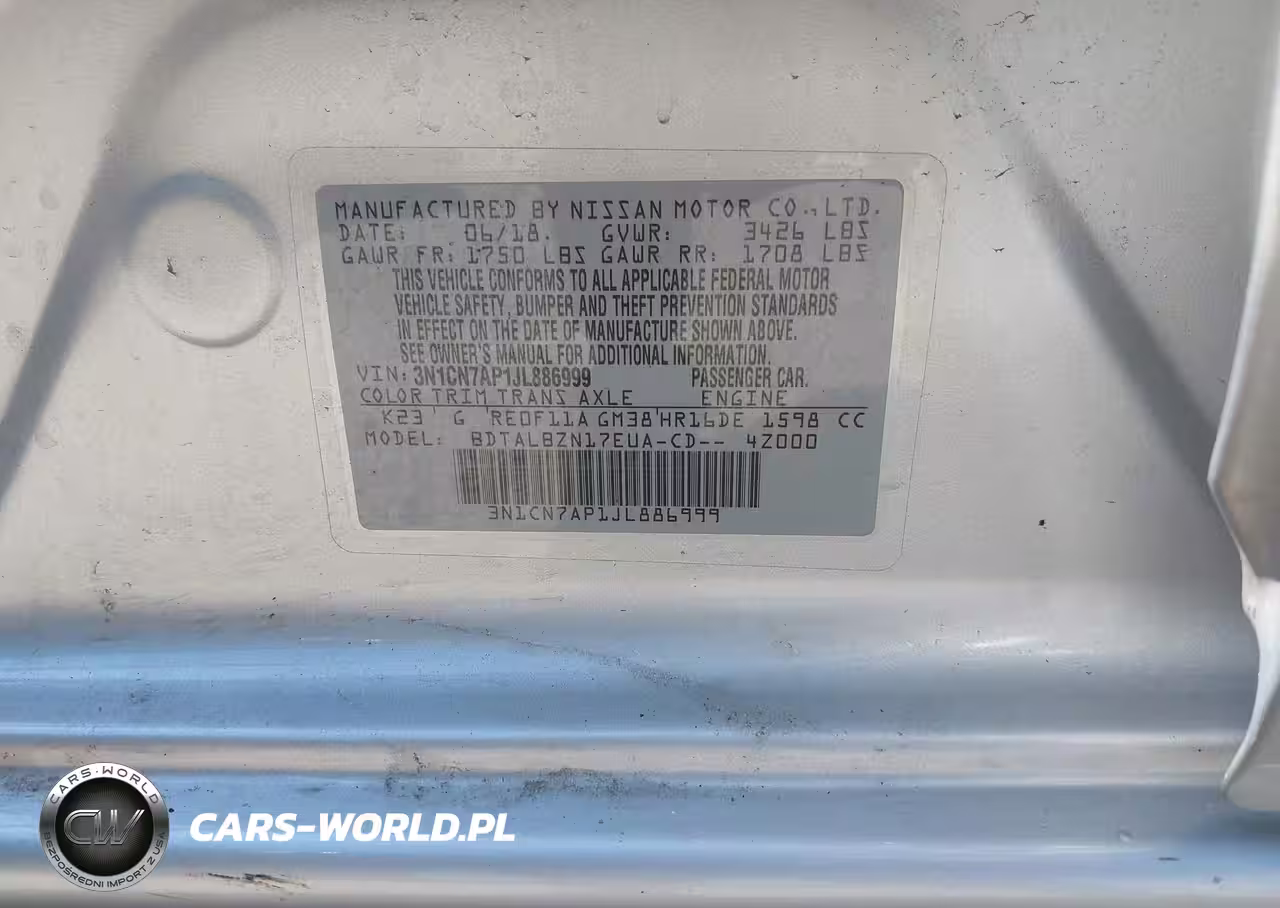 MANUFACTURED BY NISSAN MOTOR CO.,LTD.
DATE: 06/18. GVWR: 3426 LBS
GAWR FR: 1750 LBS GAWR RR: 1708 LBS
THIS VEHICLE CONFORMS TO ALL APPLICABLE FEDERAL MOTOR
VEHICLE SAFETY, BUMPER AND THEFT PREVENTION STANDARDS
IN EFFECT ON THE DATE OF MANUFACTURE SHOWN ABOVE.
SEE OWNER'S MANUAL FOR ADDITIONAL INFORMATION.
VIN: 3N1CN7AP1JL886999 PASSENGER CAR.
COLOR TRIM TRANS AXLE ENGINE
K23 G RE0F11A GM38 HR16DE 1598 CC
MODEL: BDTALBZN17EUA-CD-- 4Z000
3N1CN7AP1JL886999
CARS-WORLD
CW
BEZPOŚREDNI IMPORT Z USA
CARS-WORLD.PL